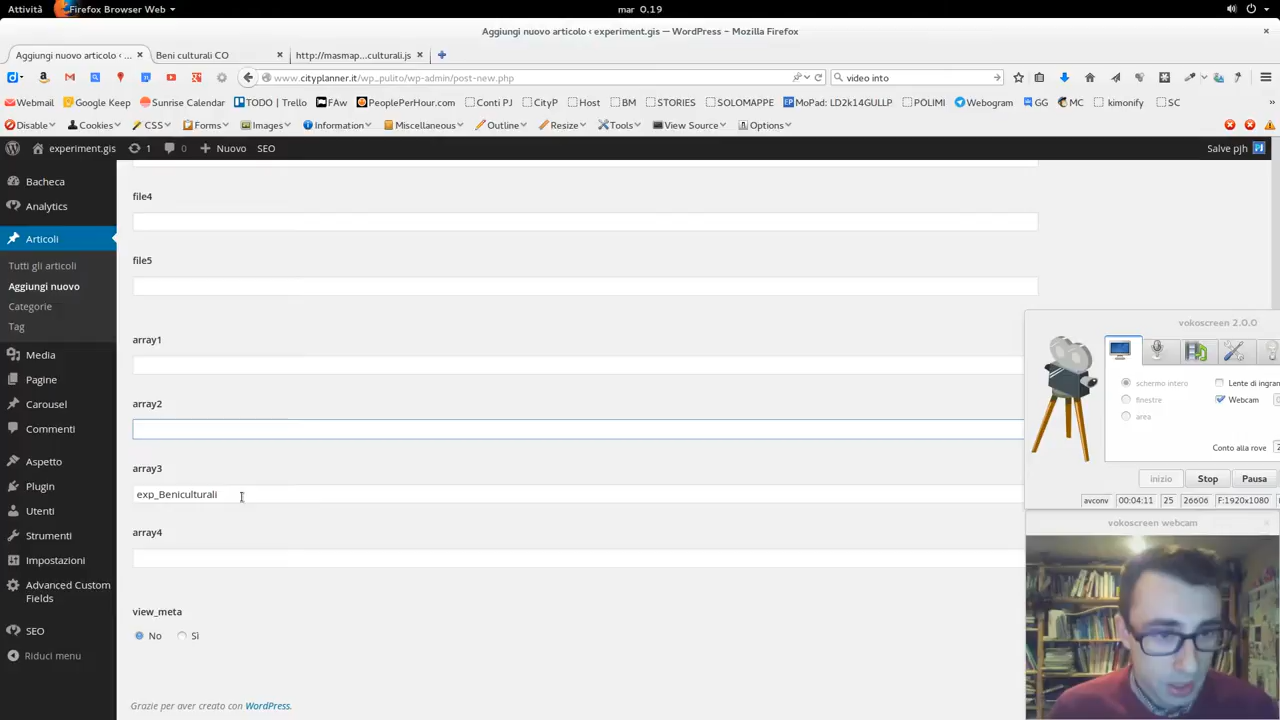 Attività Firefox Browser Web mar 0.19
Aggiungi nuovo articolo ‹ experiment.gis — WordPress – Mozilla Firefox
Aggiungi nuovo articolo ‹ ... Beni culturali CO http://masmap...culturali.js
www.cityplanner.it/wp_pulito/wp-admin/post-new.php video into
Webmail Google Keep Sunrise Calendar TODO | Trello FAw PeoplePerHour.com Conti PJ CityP Host BM STORIES SOLOMAPPE MoPad: LD2k14GULLP POLIMI Webogram GG MC kimonify SC
Disable Cookies CSS Forms Images Information Miscellaneous Outline Resize Tools View Source Options
experiment.gis 1 0 Nuovo SEO Salve pjh
Bacheca
Analytics
Articoli
Tutti gli articoli
Aggiungi nuovo
Categorie
Tag
Media
Pagine
Carousel
Commenti
Aspetto
Plugin
Utenti
Strumenti
Impostazioni
Advanced Custom
Fields
SEO
Riduci menu
file4
file5
array1
array2
array3
exp_Beniculturali
array4
view_meta
No Sì
Grazie per aver creato con WordPress.
vokoscreen 2.0.0
schermo intero Lente di ingran
finestre Webcam
area
Conto alla rove
inizio Stop Pausa
avconv 00:04:11 25 26606 F:1920x1080
vokoscreen webcam